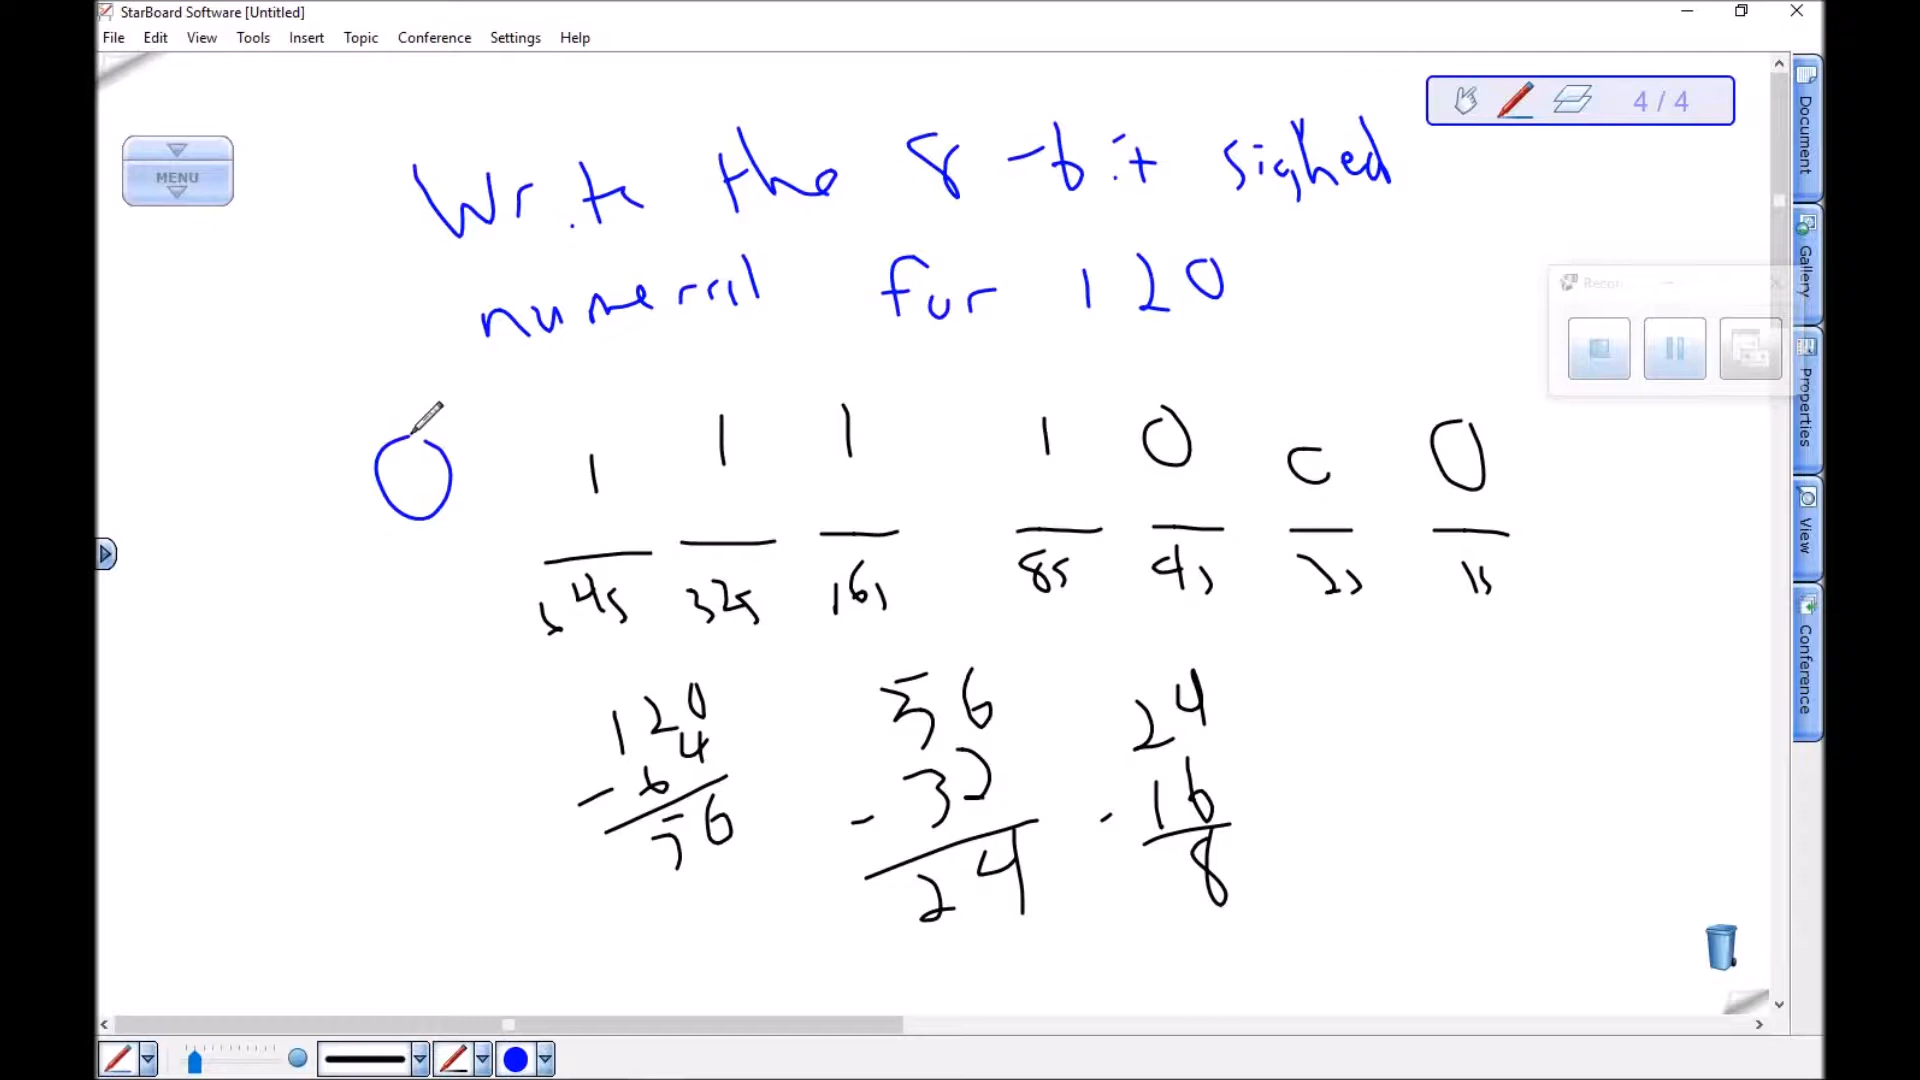 StarBoard Software [Untitled]
File Edit View Tools Insert Topic Conference Settings Help
4 / 4
MENU
Write the 8-bit signed
numeral for 120
Document
Gallery
Properties
View
Conference
0 1 1 1 1 0 0 0
64s 32s 16s 8s 4s 2s 1s
120 56 24
- 64 - 32 - 16
56 24 8